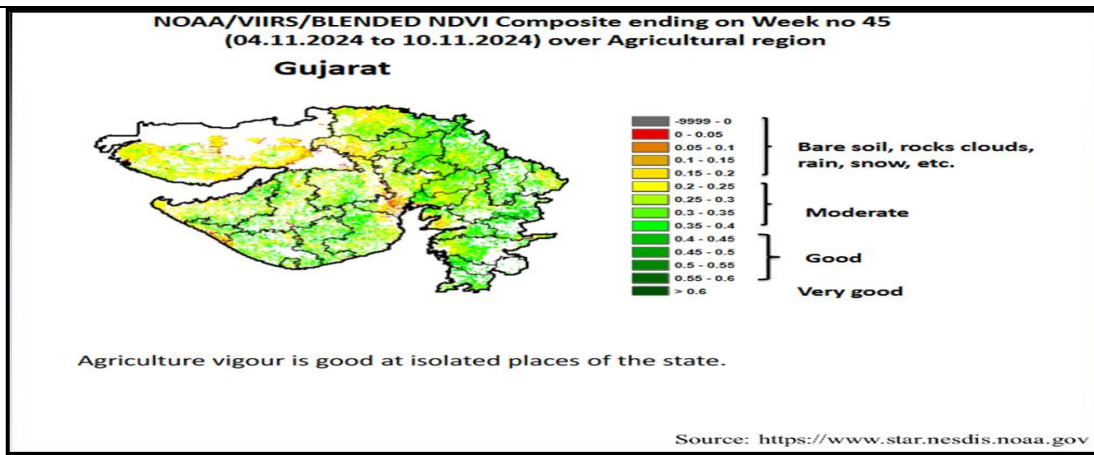 NOAA/VIIRS/BLENDED NDVI Composite ending on Week no 45
(04.11.2024 to 10.11.2024) over Agricultural region
Gujarat
-9999 - 0
0 - 0.05
0.05 - 0.1
0.1 - 0.15
0.15 - 0.2
0.2 - 0.25
0.25 - 0.3
0.3 - 0.35
0.35 - 0.4
0.4 - 0.45
0.45 - 0.5
0.5 - 0.55
0.55 - 0.6
> 0.6
Bare soil, rocks clouds,
rain, snow, etc.
Moderate
Good
Very good
Agriculture vigour is good at isolated places of the state.
Source: https://www.star.nesdis.noaa.gov